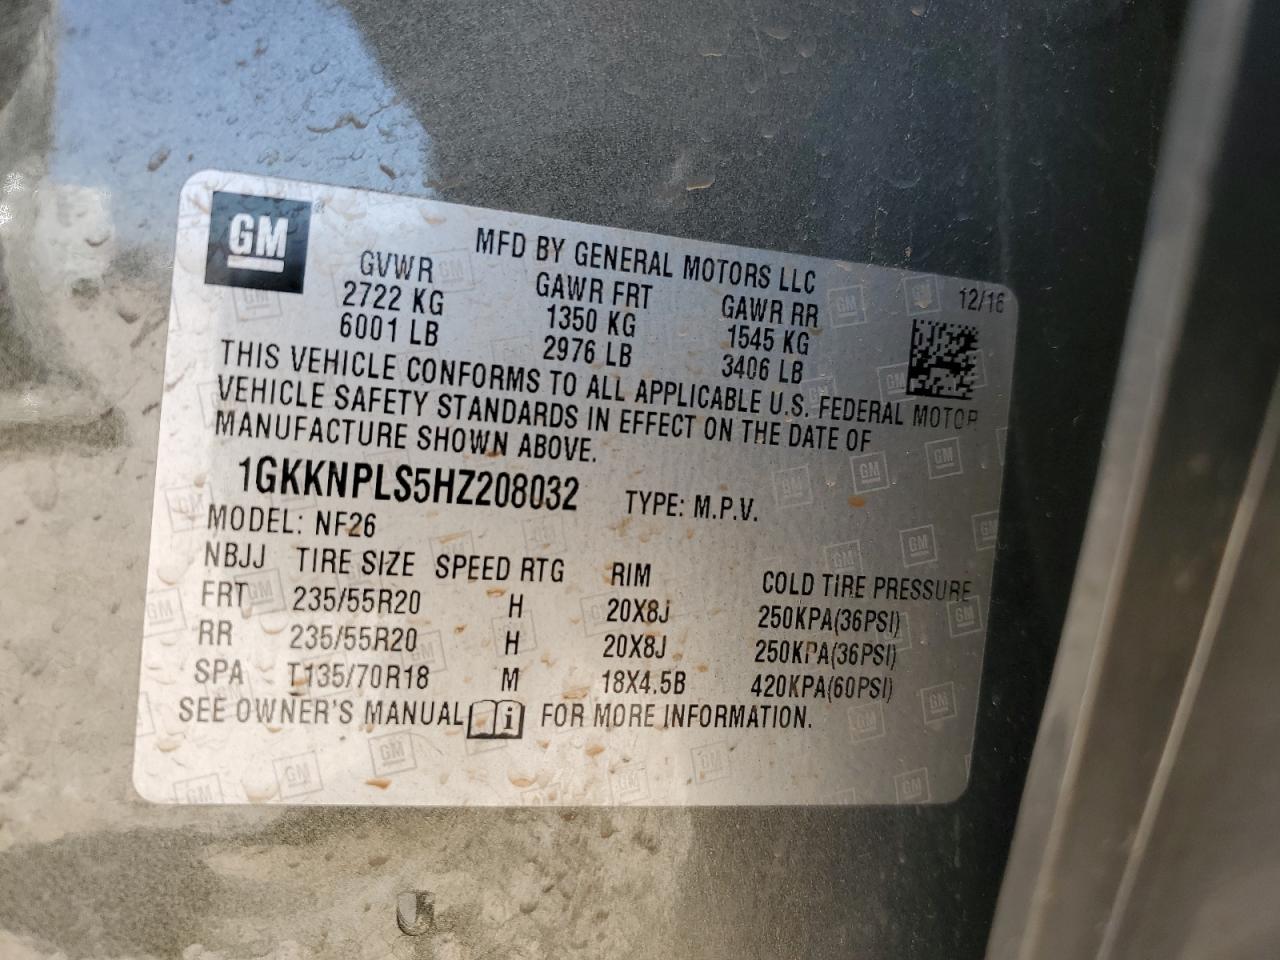 GM
MFD BY GENERAL MOTORS LLC
12/16
GVWR GAWR FRT GAWR RR
2722 KG 1350 KG 1545 KG
6001 LB 2976 LB 3406 LB
THIS VEHICLE CONFORMS TO ALL APPLICABLE U.S. FEDERAL MOTOR
VEHICLE SAFETY STANDARDS IN EFFECT ON THE DATE OF
MANUFACTURE SHOWN ABOVE.
1GKKNPLS5HZ208032 TYPE: M.P.V.
MODEL: NF26
NBJJ TIRE SIZE SPEED RTG RIM COLD TIRE PRESSURE
FRT 235/55R20 H 20X8J 250KPA(36PSI)
RR 235/55R20 H 20X8J 250KPA(36PSI)
SPA T135/70R18 M 18X4.5B 420KPA(60PSI)
SEE OWNER'S MANUAL i FOR MORE INFORMATION.